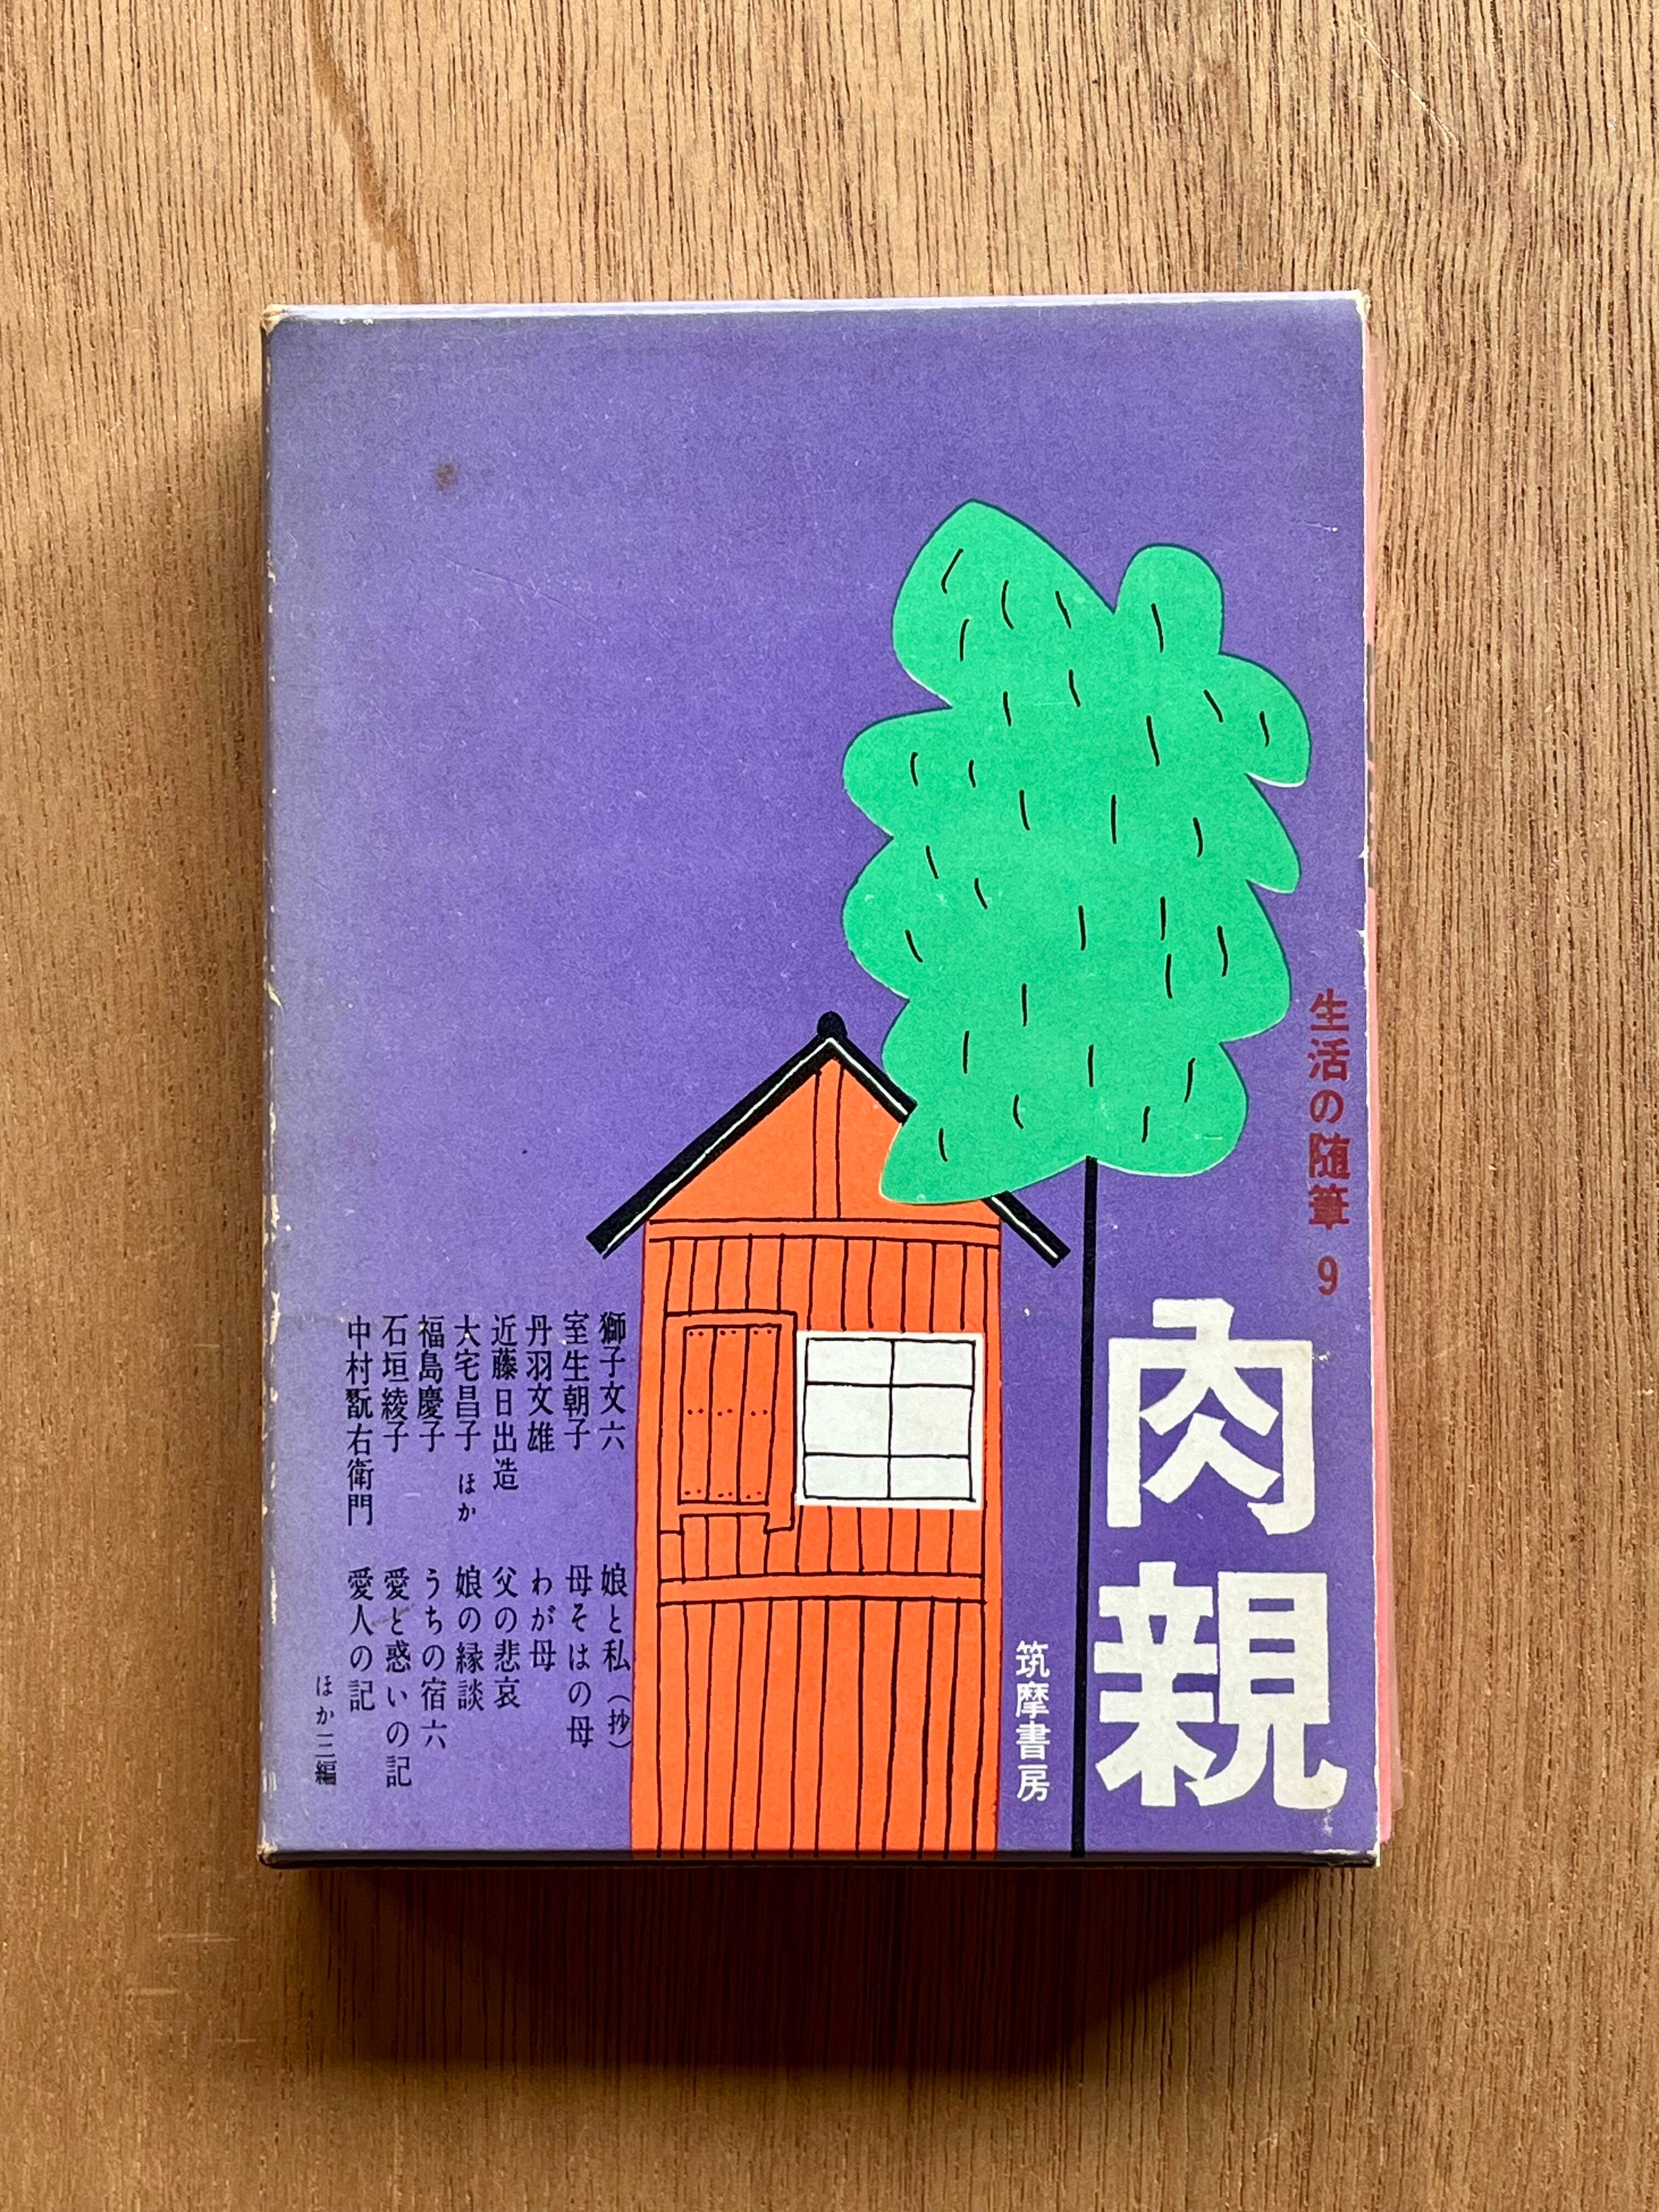 生活の随筆 9
肉親
筑摩書房
獅子文六 娘と私（抄）
室生朝子 母そはの母
丹羽文雄 わが母
近藤日出造 父の悲哀
大宅昌子 ほか 娘の縁談
福島慶子 うちの宿六
石垣綾子 愛と惑いの記
中村翫右衛門 愛人の記
ほか三編